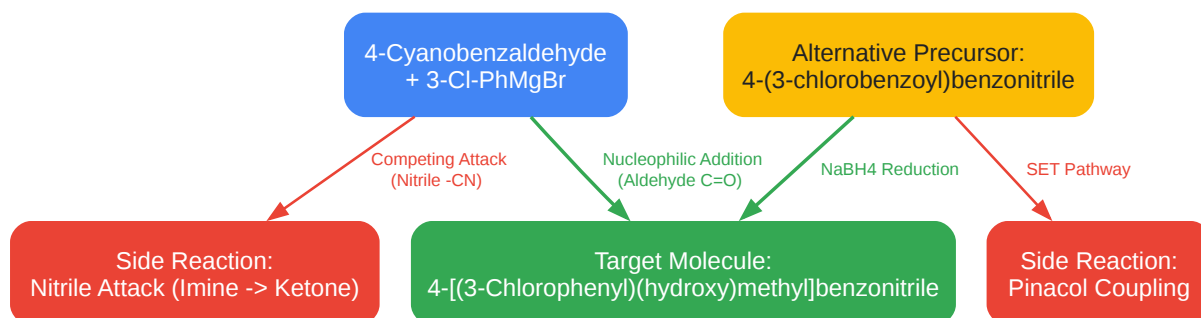 4-Cyanobenzaldehyde
+ 3-Cl-PhMgBr
Alternative Precursor:
4-(3-chlorobenzoyl)benzonitrile
Competing Attack
(Nitrile -CN)
Nucleophilic Addition
(Aldehyde C=O)
NaBH4 Reduction
SET Pathway
Side Reaction:
Nitrile Attack (Imine -> Ketone)
Target Molecule:
4-[(3-Chlorophenyl)(hydroxy)methyl]benzonitrile
Side Reaction:
Pinacol Coupling